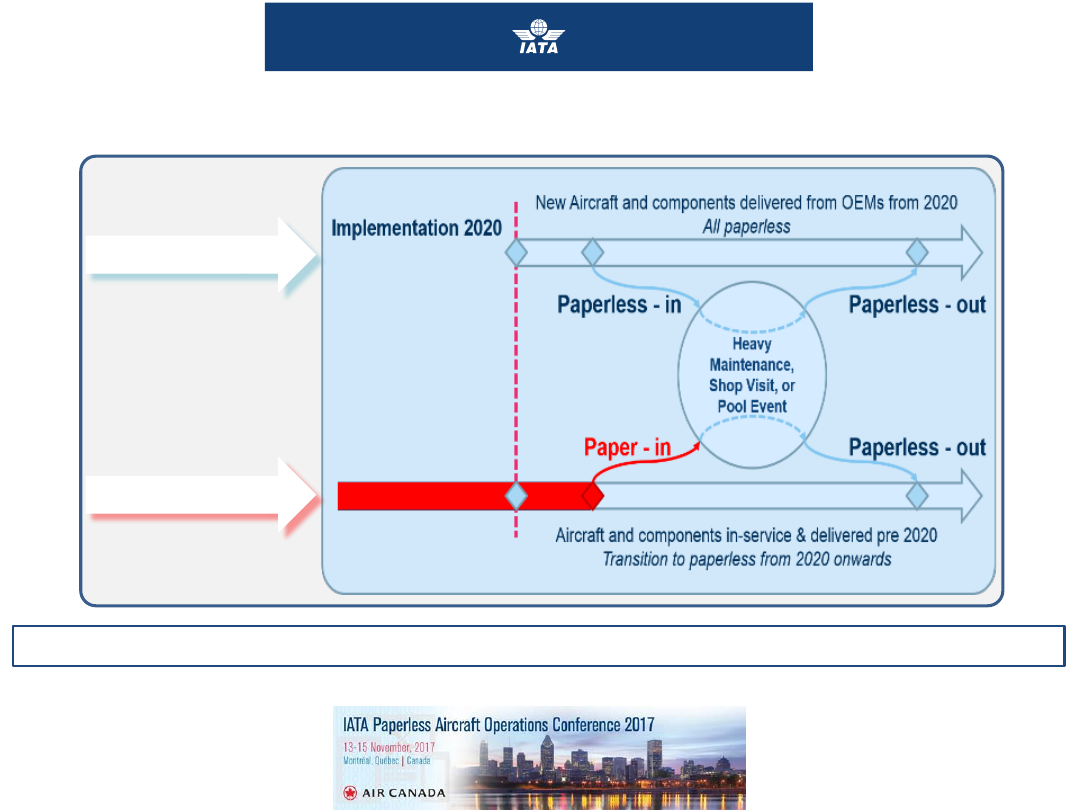 IATA
New Aircraft and components delivered from OEMs from 2020
All paperless
Implementation 2020
Paperless - in
Paperless - out
Heavy
Maintenance,
Shop Visit, or
Pool Event
Paper - in
Paperless - out
Aircraft and components in-service & delivered pre 2020
Transition to paperless from 2020 onwards
IATA Paperless Aircraft Operations Conference 2017
13-15 November, 2017
Montréal, Québec | Canada
AIR CANADA